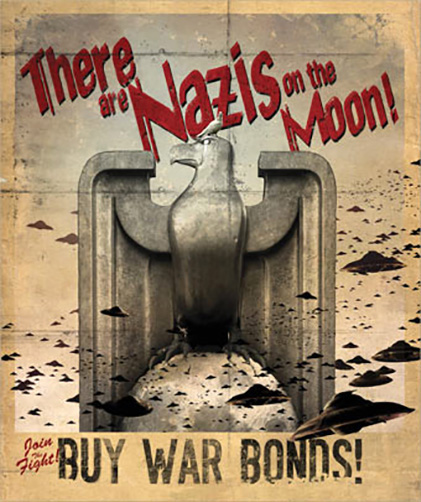 There
are Nazis on the
Moon!
Join
The
Fight!
BUY WAR BONDS!